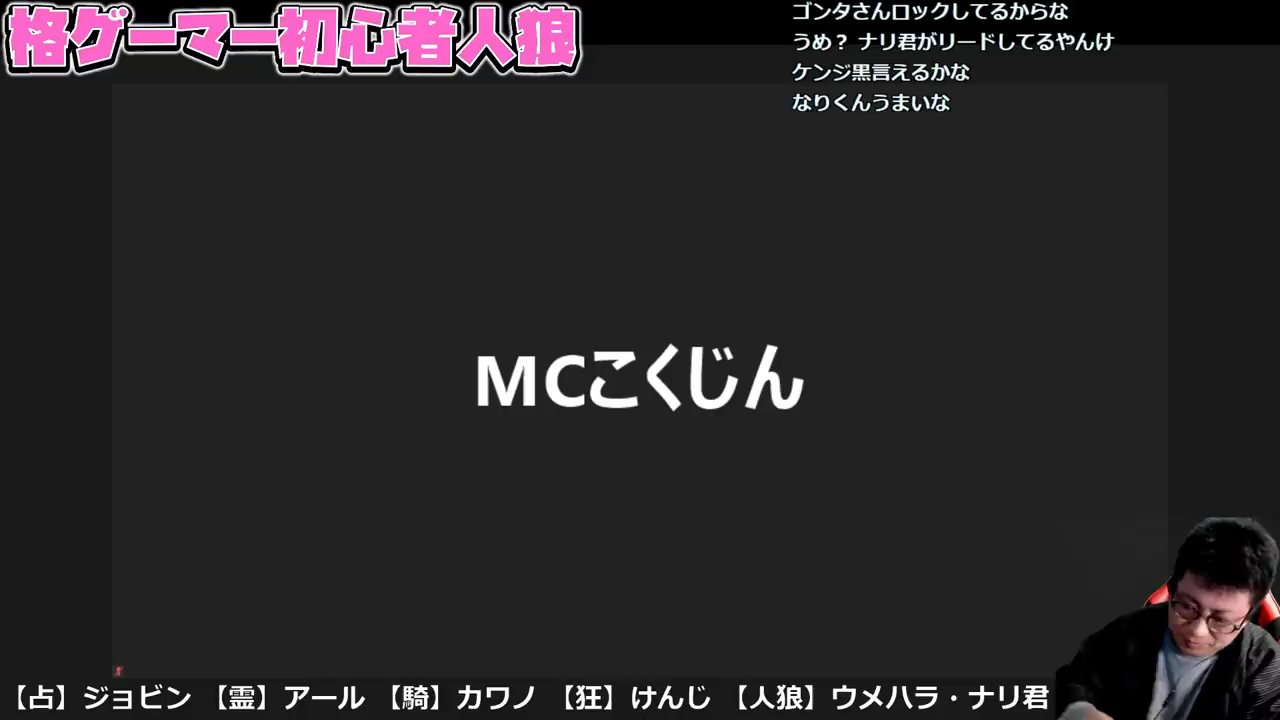 格ゲーマー初心者人狼
ゴンタさんロックしてるからな
うめ？ ナリ君がリードしてるやんけ
ケンジ黒言えるかな
なりくんうまいな
MCこくじん
【占】ジョビン 【霊】アール 【騎】カワノ 【狂】けんじ 【人狼】ウメハラ・ナリ君